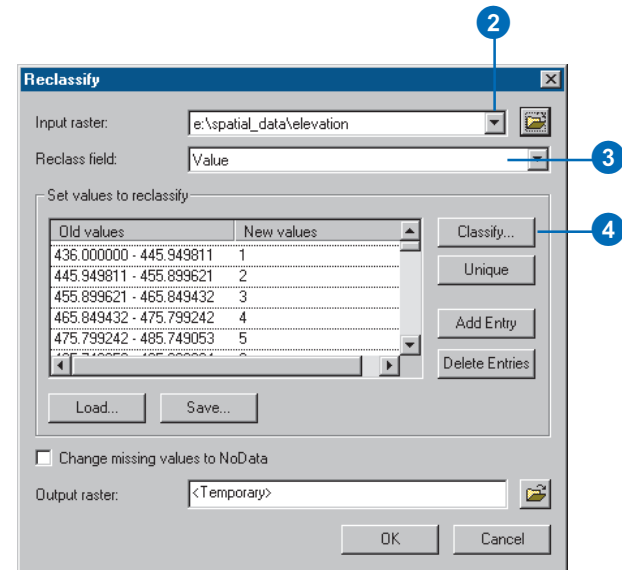 2
Reclassify
Input raster: e:\spatial_data\elevation
Reclass field: Value 3
Set values to reclassify
Old values New values Classify... 4
436.000000 - 445.949811 1
445.949811 - 455.899621 2 Unique
455.899621 - 465.849432 3
465.849432 - 475.799242 4 Add Entry
475.799242 - 485.749053 5
Delete Entries
Load... Save...
Change missing values to NoData
Output raster: <Temporary>
OK Cancel